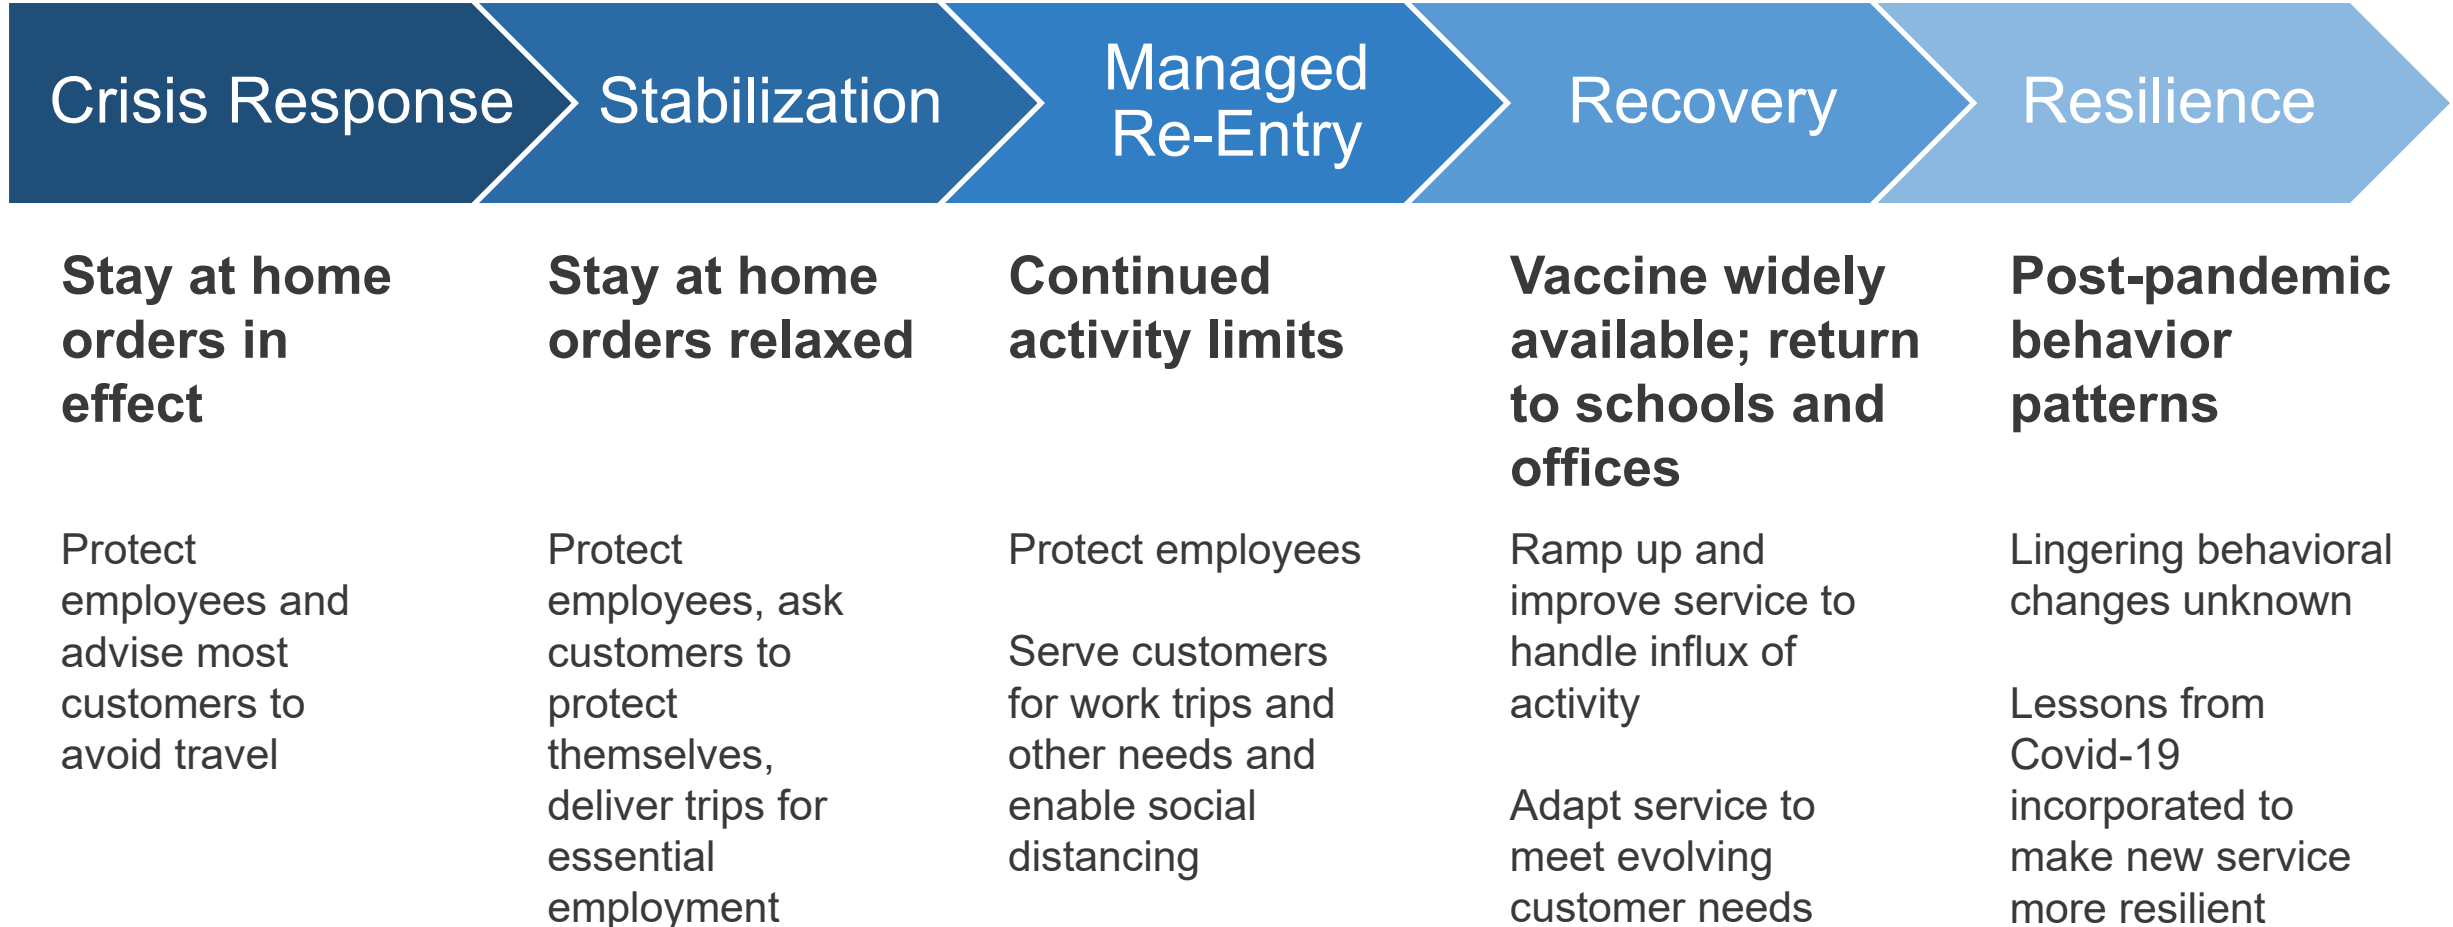 Crisis Response
Stabilization
Managed
Re-Entry
Recovery
Resilience
Stay at home
orders in
effect
Protect
employees and
advise most
customers to
avoid travel
Stay at home
orders relaxed
Protect
employees, ask
customers to
protect
themselves,
deliver trips for
essential
employment
Continued
activity limits
Protect employees
Serve customers
for work trips and
other needs and
enable social
distancing
Vaccine widely
available; return
to schools and
offices
Ramp up and
improve service to
handle influx of
activity
Adapt service to
meet evolving
customer needs
Post-pandemic
behavior
patterns
Lingering behavioral
changes unknown
Lessons from
Covid-19
incorporated to
make new service
more resilient